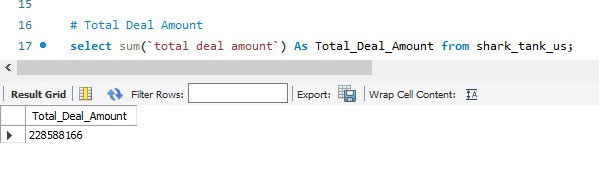 15
16 # Total Deal Amount
17 select sum(`total deal amount`) As Total_Deal_Amount from shark_tank_us;
Result Grid Filter Rows: Export: Wrap Cell Content: IA
Total_Deal_Amount
228588166